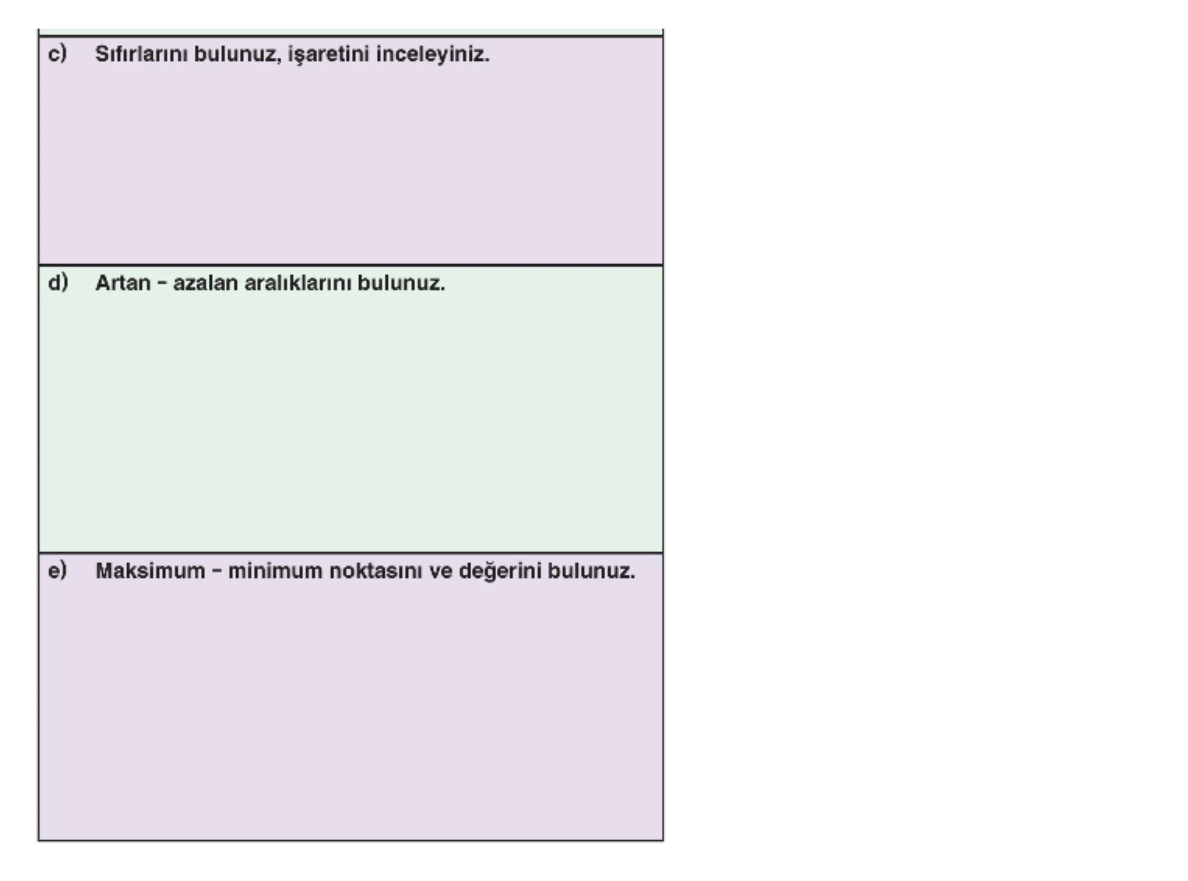 c) Sıfırlarını bulunuz, işaretini inceleyiniz.
d) Artan – azalan aralıklarını bulunuz.
e) Maksimum – minimum noktasını ve değerini bulunuz.